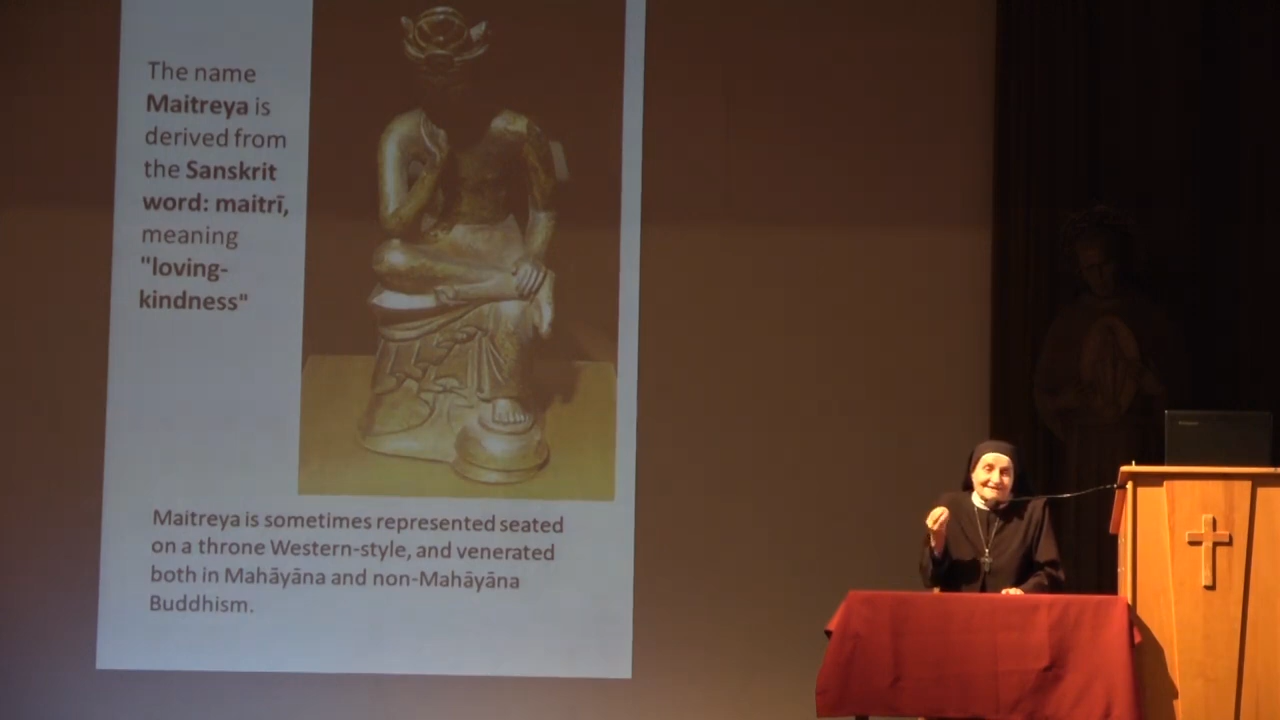 The name
Maitreya is
derived from
the Sanskrit
word: maitrī,
meaning
"loving-
kindness"
Maitreya is sometimes represented seated
on a throne Western-style, and venerated
both in Mahāyāna and non-Mahāyāna
Buddhism.